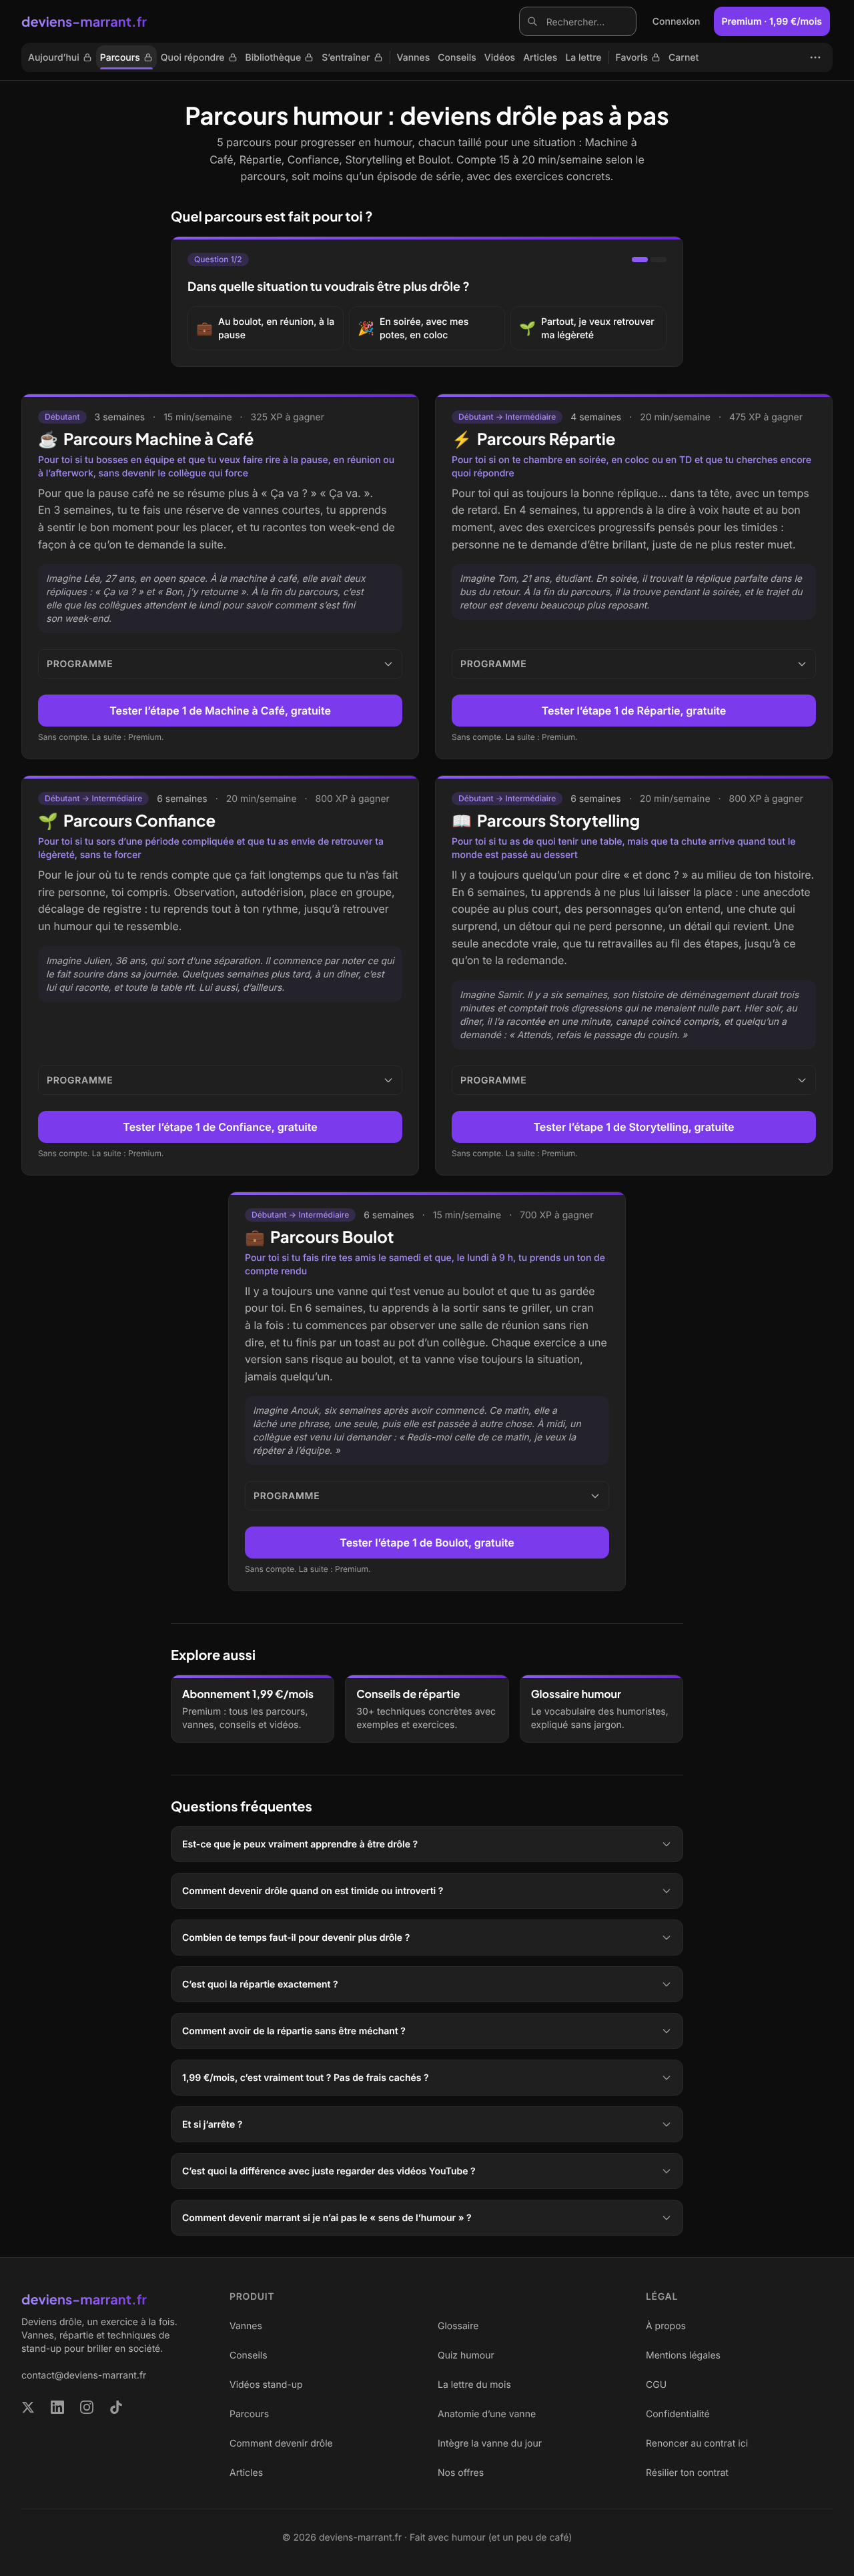 deviens-marrant.fr
Rechercher...
Connexion
Premium · 1,99 €/mois
Aujourd’hui
Parcours
Quoi répondre
Bibliothèque
S’entraîner
Vannes
Conseils
Vidéos
Articles
La lettre
Favoris
Carnet
Parcours humour : deviens drôle pas à pas
5 parcours pour progresser en humour, chacun taillé pour une situation : Machine à
Café, Répartie, Confiance, Storytelling et Boulot. Compte 15 à 20 min/semaine selon le
parcours, soit moins qu’un épisode de série, avec des exercices concrets.
Quel parcours est fait pour toi ?
Question 1/2
Dans quelle situation tu voudrais être plus drôle ?
Au boulot, en réunion, à la
pause
En soirée, avec mes
potes, en coloc
Partout, je veux retrouver
ma légèreté
Débutant
3 semaines · 15 min/semaine · 325 XP à gagner
Parcours Machine à Café
Pour toi si tu bosses en équipe et que tu veux faire rire à la pause, en réunion ou
à l’afterwork, sans devenir le collègue qui force
Pour que la pause café ne se résume plus à « Ça va ? » « Ça va. ».
En 3 semaines, tu te fais une réserve de vannes courtes, tu apprends
à sentir le bon moment pour les placer, et tu racontes ton week-end de
façon à ce qu’on te demande la suite.
Imagine Léa, 27 ans, en open space. À la machine à café, elle avait deux
répliques : « Ça va ? » et « Bon, j’y retourne ». À la fin du parcours, c’est
elle que les collègues attendent le lundi pour savoir comment s’est fini
son week-end.
PROGRAMME
Tester l’étape 1 de Machine à Café, gratuite
Sans compte. La suite : Premium.
Débutant → Intermédiaire
4 semaines · 20 min/semaine · 475 XP à gagner
Parcours Répartie
Pour toi si on te chambre en soirée, en coloc ou en TD et que tu cherches encore
quoi répondre
Pour toi qui as toujours la bonne réplique… dans ta tête, avec un temps
de retard. En 4 semaines, tu apprends à la dire à voix haute et au bon
moment, avec des exercices progressifs pensés pour les timides :
personne ne te demande d’être brillant, juste de ne plus rester muet.
Imagine Tom, 21 ans, étudiant. En soirée, il trouvait la réplique parfaite dans le
bus du retour. À la fin du parcours, il la trouve pendant la soirée, et le trajet du
retour est devenu beaucoup plus reposant.
PROGRAMME
Tester l’étape 1 de Répartie, gratuite
Sans compte. La suite : Premium.
Débutant → Intermédiaire
6 semaines · 20 min/semaine · 800 XP à gagner
Parcours Confiance
Pour toi si tu sors d’une période compliquée et que tu as envie de retrouver ta
légèreté, sans te forcer
Pour le jour où tu te rends compte que ça fait longtemps que tu n’as fait
rire personne, toi compris. Observation, autodérision, place en groupe,
décalage de registre : tu reprends tout à ton rythme, jusqu’à retrouver
un humour qui te ressemble.
Imagine Julien, 36 ans, qui sort d’une séparation. Il commence par noter ce qui
le fait sourire dans sa journée. Quelques semaines plus tard, à un dîner, c’est
lui qui raconte, et toute la table rit. Lui aussi, d’ailleurs.
PROGRAMME
Tester l’étape 1 de Confiance, gratuite
Sans compte. La suite : Premium.
Débutant → Intermédiaire
6 semaines · 20 min/semaine · 800 XP à gagner
Parcours Storytelling
Pour toi si tu as de quoi tenir une table, mais que ta chute arrive quand tout le
monde est passé au dessert
Il y a toujours quelqu’un pour dire « et donc ? » au milieu de ton histoire.
En 6 semaines, tu apprends à ne plus lui laisser la place : une anecdote
coupée au plus court, des personnages qu’on entend, une chute qui
surprend, un détour qui ne perd personne, un détail qui revient. Une
seule anecdote vraie, que tu retravailles au fil des étapes, jusqu’à ce
qu’on te la redemande.
Imagine Samir. Il y a six semaines, son histoire de déménagement durait trois
minutes et comptait trois digressions qui ne menaient nulle part. Hier soir, au
dîner, il l’a racontée en une minute, canapé coincé compris, et quelqu’un a
demandé : « Attends, refais le passage du cousin. »
PROGRAMME
Tester l’étape 1 de Storytelling, gratuite
Sans compte. La suite : Premium.
Débutant → Intermédiaire
6 semaines · 15 min/semaine · 700 XP à gagner
Parcours Boulot
Pour toi si tu fais rire tes amis le samedi et que, le lundi à 9 h, tu prends un ton de
compte rendu
Il y a toujours une vanne qui t’est venue au boulot et que tu as gardée
pour toi. En 6 semaines, tu apprends à la sortir sans te griller, un cran
à la fois : tu commences par observer une salle de réunion sans rien
dire, et tu finis par un toast au pot d’un collègue. Chaque exercice a une
version sans risque au boulot, et ta vanne vise toujours la situation,
jamais quelqu’un.
Imagine Anouk, six semaines après avoir commencé. Ce matin, elle a
lâché une phrase, une seule, puis elle est passée à autre chose. À midi, un
collègue est venu lui demander : « Redis-moi celle de ce matin, je veux la
répéter à l’équipe. »
PROGRAMME
Tester l’étape 1 de Boulot, gratuite
Sans compte. La suite : Premium.
Explore aussi
Abonnement 1,99 €/mois
Premium : tous les parcours,
vannes, conseils et vidéos.
Conseils de répartie
30+ techniques concrètes avec
exemples et exercices.
Glossaire humour
Le vocabulaire des humoristes,
expliqué sans jargon.
Questions fréquentes
Est-ce que je peux vraiment apprendre à être drôle ?
Comment devenir drôle quand on est timide ou introverti ?
Combien de temps faut-il pour devenir plus drôle ?
C’est quoi la répartie exactement ?
Comment avoir de la répartie sans être méchant ?
1,99 €/mois, c’est vraiment tout ? Pas de frais cachés ?
Et si j’arrête ?
C’est quoi la différence avec juste regarder des vidéos YouTube ?
Comment devenir marrant si je n’ai pas le « sens de l’humour » ?
deviens-marrant.fr
Deviens drôle, un exercice à la fois.
Vannes, répartie et techniques de
stand-up pour briller en société.
contact@deviens-marrant.fr
PRODUIT
Vannes
Conseils
Vidéos stand-up
Parcours
Comment devenir drôle
Articles
Glossaire
Quiz humour
La lettre du mois
Anatomie d’une vanne
Intègre la vanne du jour
Nos offres
LÉGAL
À propos
Mentions légales
CGU
Confidentialité
Renoncer au contrat ici
Résilier ton contrat
© 2026 deviens-marrant.fr · Fait avec humour (et un peu de café)